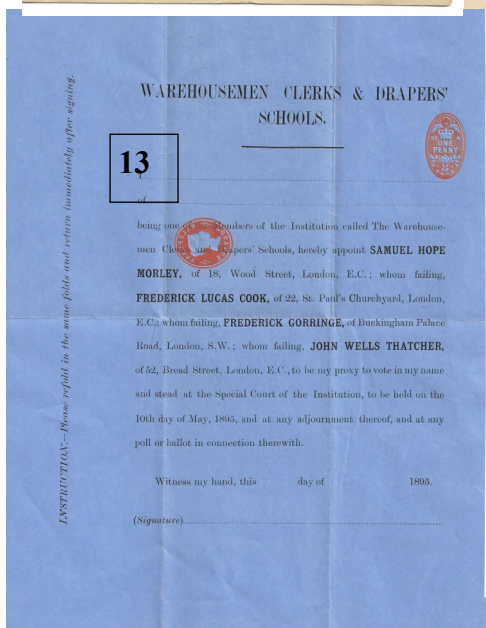 WAREHOUSEMEN CLERKS & DRAPERS'
SCHOOLS.
ONE
PENNY
13
I
of
being one of the Members of the Institution called The Warehouse-
men Clerks and Drapers' Schools, hereby appoint SAMUEL HOPE
MORLEY, of 18, Wood Street, London, E.C.; whom failing,
FREDERICK LUCAS COOK, of 22, St. Paul's Churchyard, London,
E.C.; whom failing, FREDERICK GORRINGE, of Buckingham Palace
Road, London, S.W.; whom failing, JOHN WELLS THATCHER,
of 52, Bread Street, London, E.C., to be my proxy to vote in my name
and stead at the Special Court of the Institution, to be held on the
10th day of May, 1895, and at any adjournment thereof, and at any
poll or ballot in connection therewith.
Witness my hand, this day of 1895.
(Signature)
INSTRUCTION:—Please refold in the same folds and return immediately after signing.